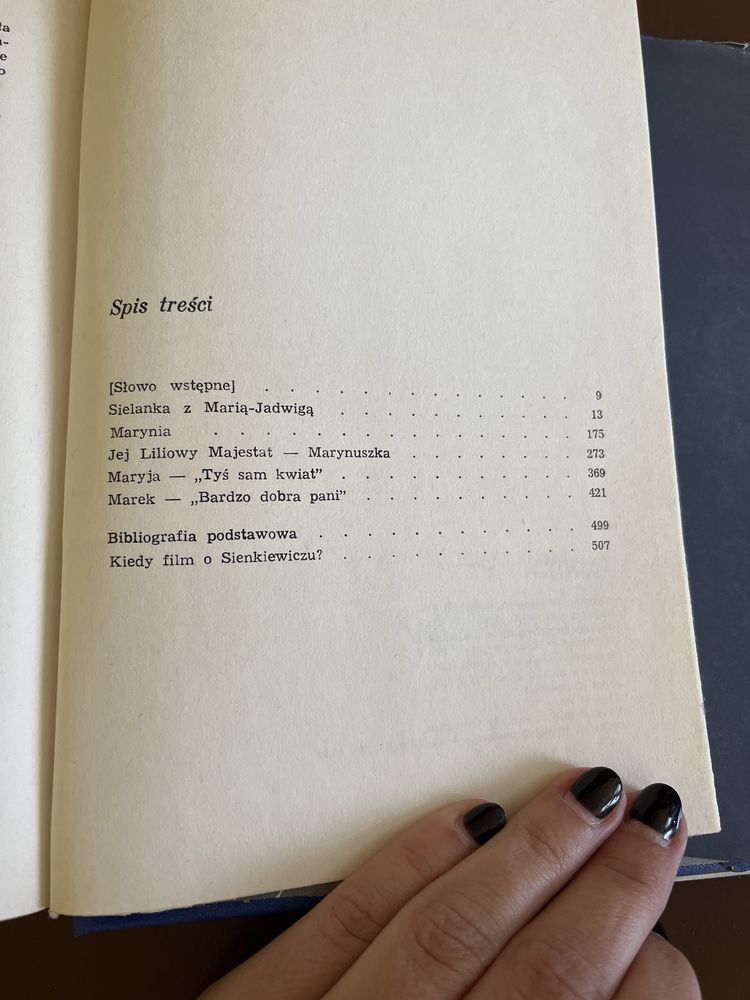 Spis treści
[Słowo wstępne] . . . . . . . . . . . . . 9
Sielanka z Marią-Jadwigą . . . . . . . . . . 13
Marynia . . . . . . . . . . . . . . . 175
Jej Liliowy Majestat — Marynuszka . . . . . . . 273
Maryja — „Tyś sam kwiat” . . . . . . . . . . 369
Marek — „Bardzo dobra pani” . . . . . . . . . 421
Bibliografia podstawowa . . . . . . . . . . . 499
Kiedy film o Sienkiewiczu? . . . . . . . . . . 507